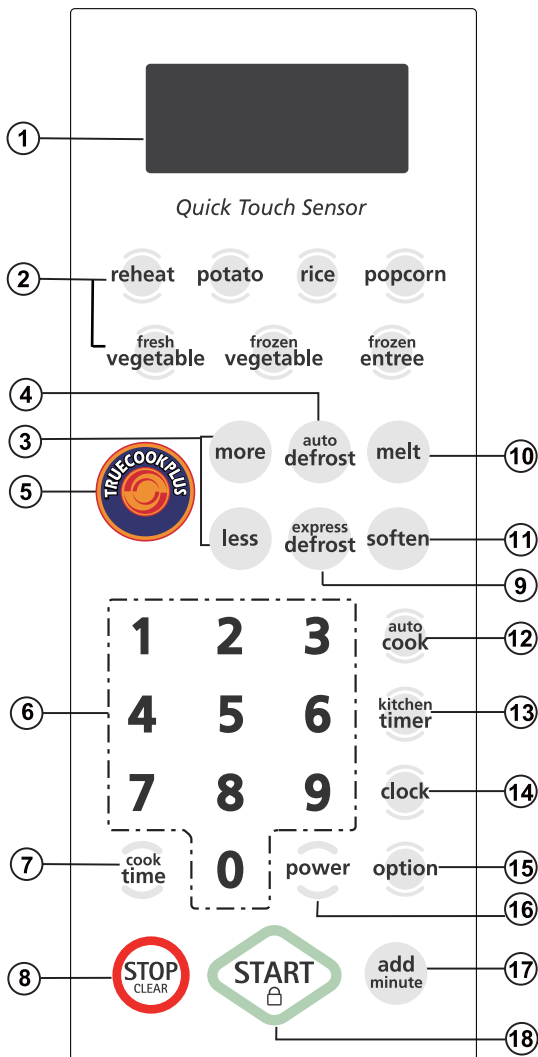 1
Quick Touch Sensor
2
reheat potato rice popcorn
fresh vegetable frozen vegetable frozen entree
4
3
5
TRUECOOKPLUS
more auto defrost melt
10
less express defrost soften
11
9
1 2 3
auto cook
12
6
4 5 6
kitchen timer
13
7 8 9
clock
14
7
cook time
0
power
option
15
16
8
STOP
CLEAR
START
add minute
17
18